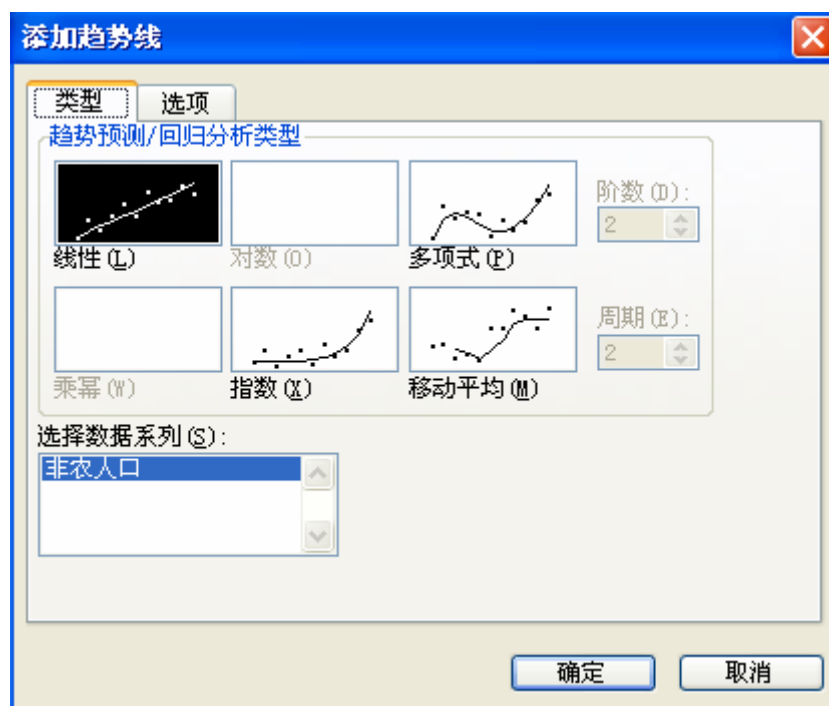 添加趋势线
类型 选项
趋势预测/回归分析类型
线性(L) 对数(O) 多项式(P) 阶数(D): 2
乘幂(W) 指数(X) 移动平均(M) 周期(E): 2
选择数据系列(S):
非农人口
确定 取消